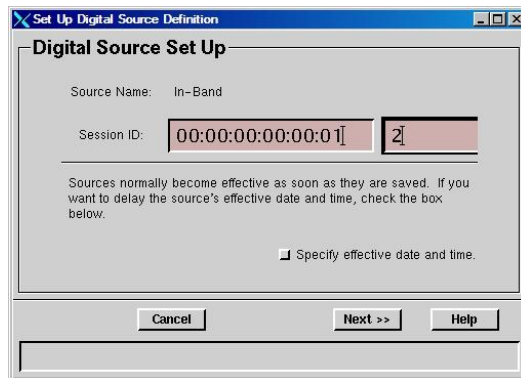 Set Up Digital Source Definition
Digital Source Set Up
Source Name: In-Band
Session ID: 00:00:00:00:00:01 2
Sources normally become effective as soon as they are saved. If you
want to delay the source's effective date and time, check the box
below.
Specify effective date and time.
Cancel Next >> Help